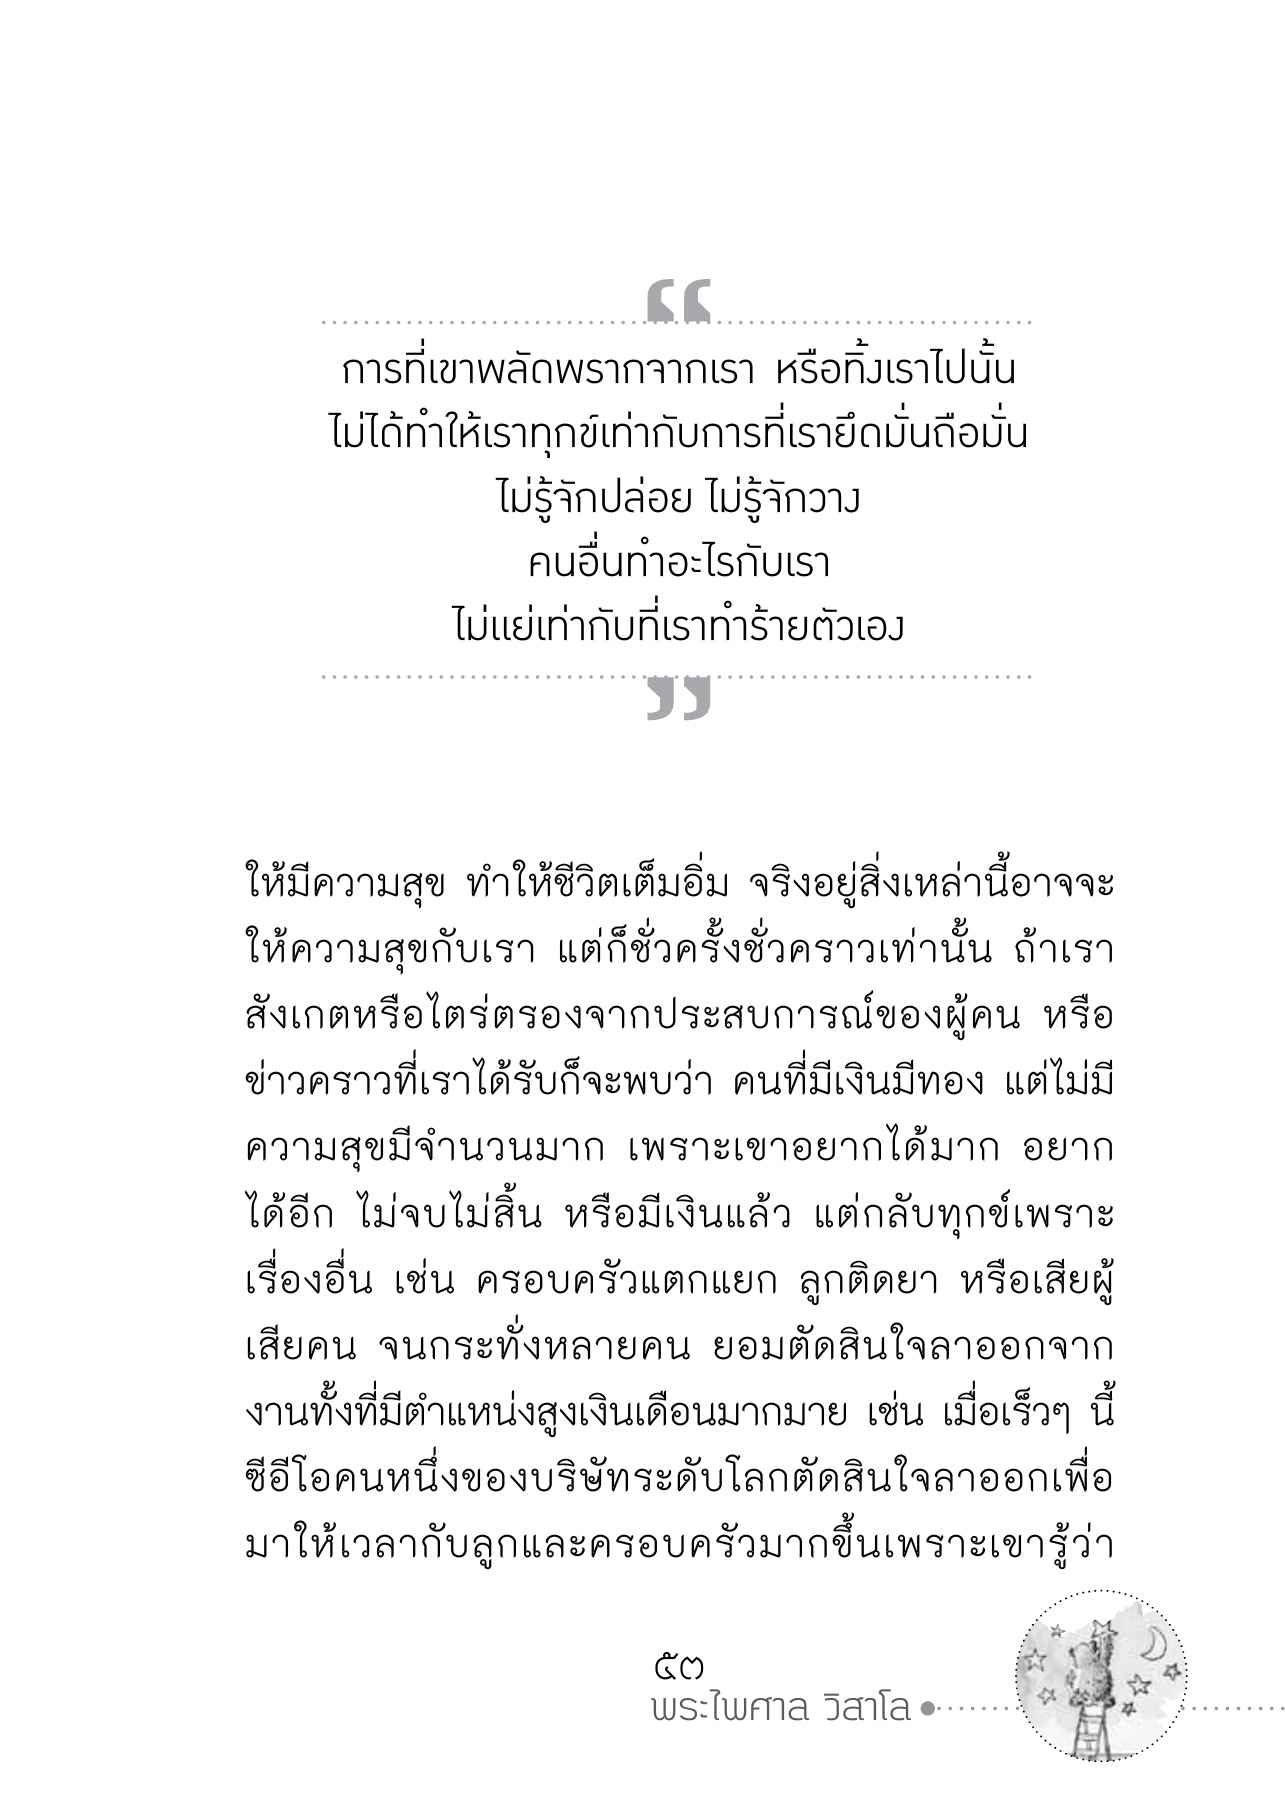 “
การที่เขาพลัดพรากจากเรา หรือทิ้งเราไปนั้น
ไม่ได้ทำให้เราทุกข์เท่ากับการที่เรายึดมั่นถือมั่น
ไม่รู้จักปล่อย ไม่รู้จักวาง
คนอื่นทำอะไรกับเรา
ไม่แย่เท่ากับที่เราทำร้ายตัวเอง
”
ให้มีความสุข ทำให้ชีวิตเต็มอิ่ม จริงอยู่สิ่งเหล่านี้อาจจะ
ให้ความสุขกับเรา แต่ก็ชั่วครั้งชั่วคราวเท่านั้น ถ้าเรา
สังเกตหรือไตร่ตรองจากประสบการณ์ของผู้คน หรือ
ข่าวคราวที่เราได้รับก็จะพบว่า คนที่มีเงินมีทอง แต่ไม่มี
ความสุขมีจำนวนมาก เพราะเขาอยากได้มาก อยาก
ได้อีก ไม่จบไม่สิ้น หรือมีเงินแล้ว แต่กลับทุกข์เพราะ
เรื่องอื่น เช่น ครอบครัวแตกแยก ลูกติดยา หรือเสียผู้
เสียคน จนกระทั่งหลายคน ยอมตัดสินใจลาออกจาก
งานทั้งที่มีตำแหน่งสูงเงินเดือนมากมาย เช่น เมื่อเร็วๆ นี้
ซีอีโอคนหนึ่งของบริษัทระดับโลกตัดสินใจลาออกเพื่อ
มาให้เวลากับลูกและครอบครัวมากขึ้นเพราะเขารู้ว่า
๕๓
พระไพศาล วิสาโล